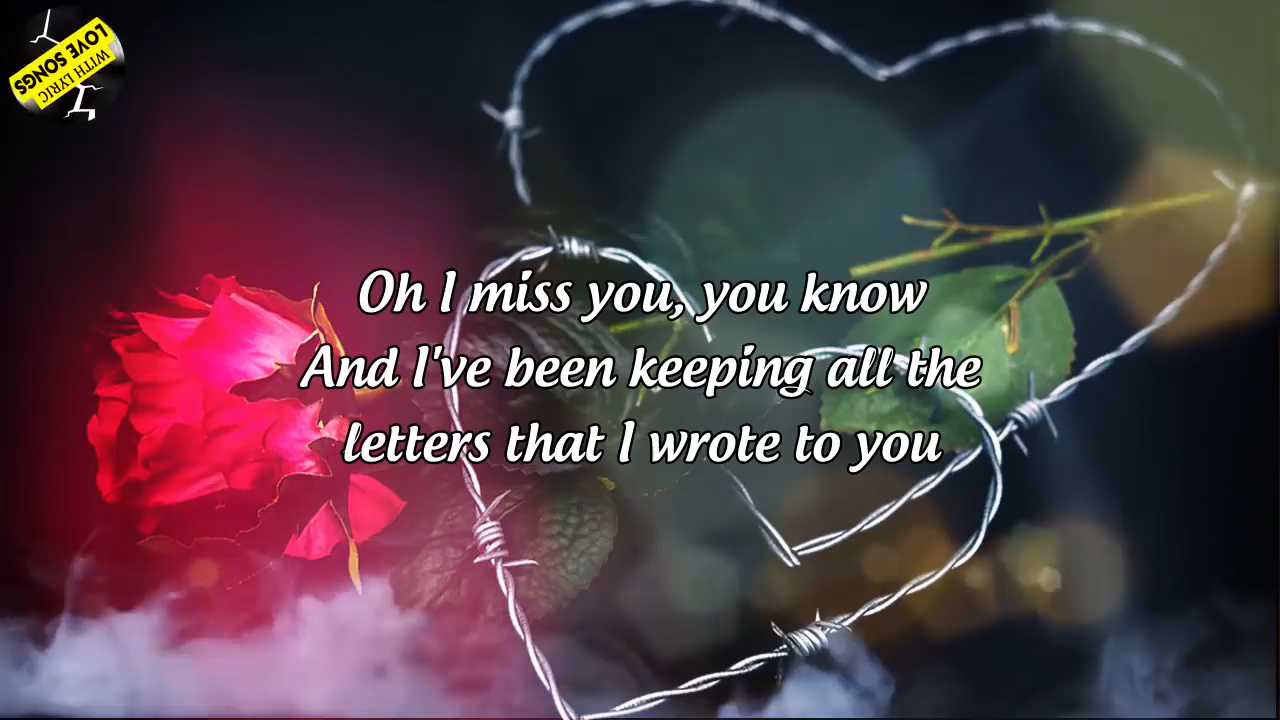 LOVE SONGS
WITH LYRIC
Oh I miss you, you know
And I've been keeping all the
letters that I wrote to you